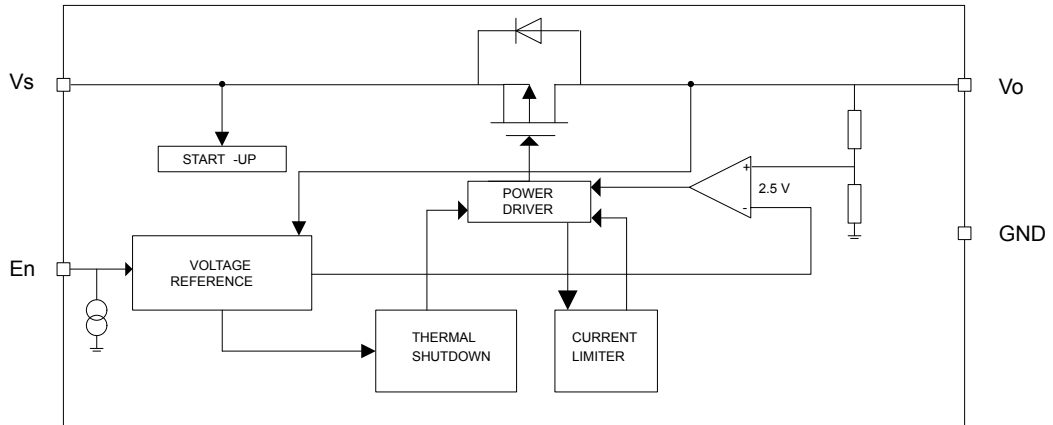 Vs
Vo
START -UP
+
2.5 V
-
POWER
DRIVER
GND
En
VOLTAGE
REFERENCE
THERMAL
SHUTDOWN
CURRENT
LIMITER